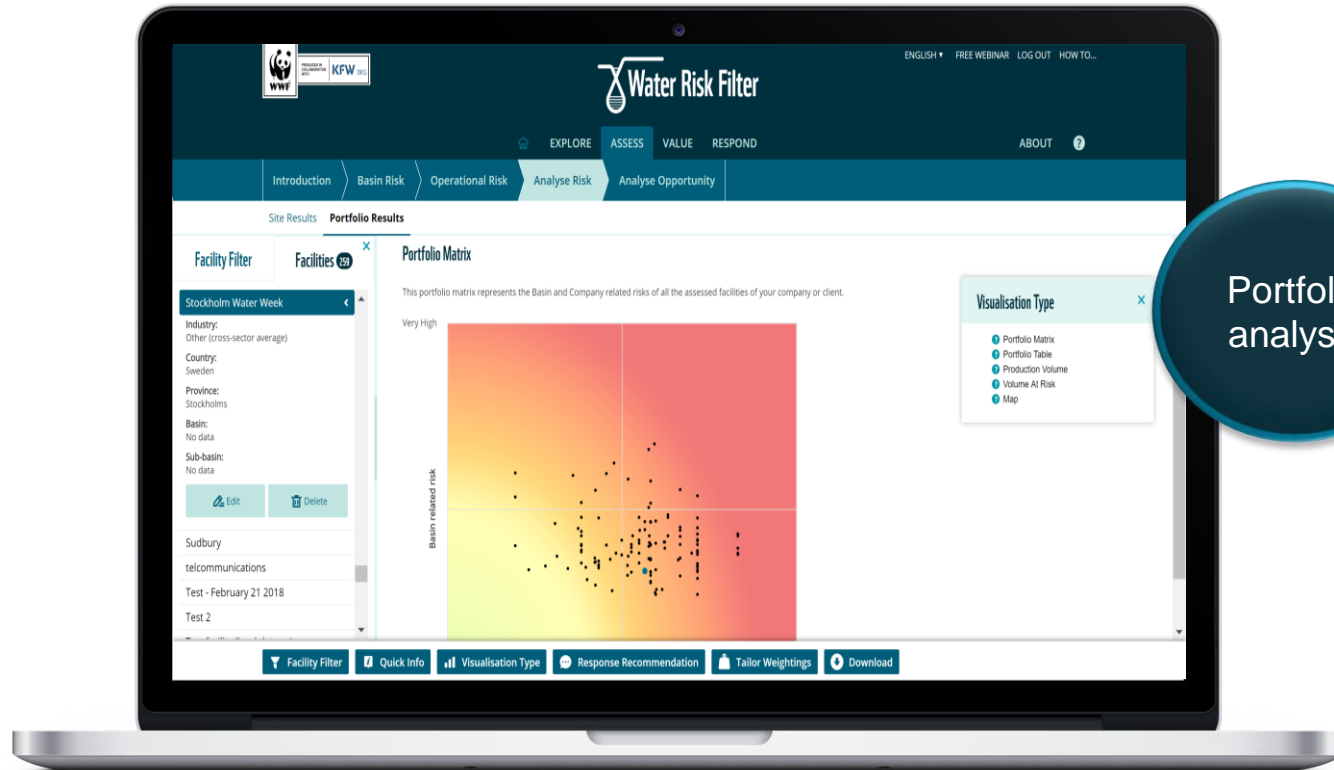 WWF
PRODUCED IN
COLLABORATION
WITH
KFW DEG
Water Risk Filter
ENGLISH ▾ FREE WEBINAR LOG OUT HOW TO...
EXPLORE ASSESS VALUE RESPOND
ABOUT ?
Introduction Basin Risk Operational Risk Analyse Risk Analyse Opportunity
Site Results Portfolio Results
Facility Filter Facilities 259 X
Stockholm Water Week
Industry:
Other (cross-sector average)
Country:
Sweden
Province:
Stockholms
Basin:
No data
Sub-basin:
No data
Edit Delete
Sudbury
telcommunications
Test - February 21 2018
Test 2
Portfolio Matrix
This portfolio matrix represents the Basin and Company related risks of all the assessed facilities of your company or client.
Very High
Basin related risk
Visualisation Type X
? Portfolio Matrix
? Portfolio Table
? Production Volume
? Volume At Risk
? Map
Portfol
analys
Facility Filter Quick Info Visualisation Type Response Recommendation Tailor Weightings Download